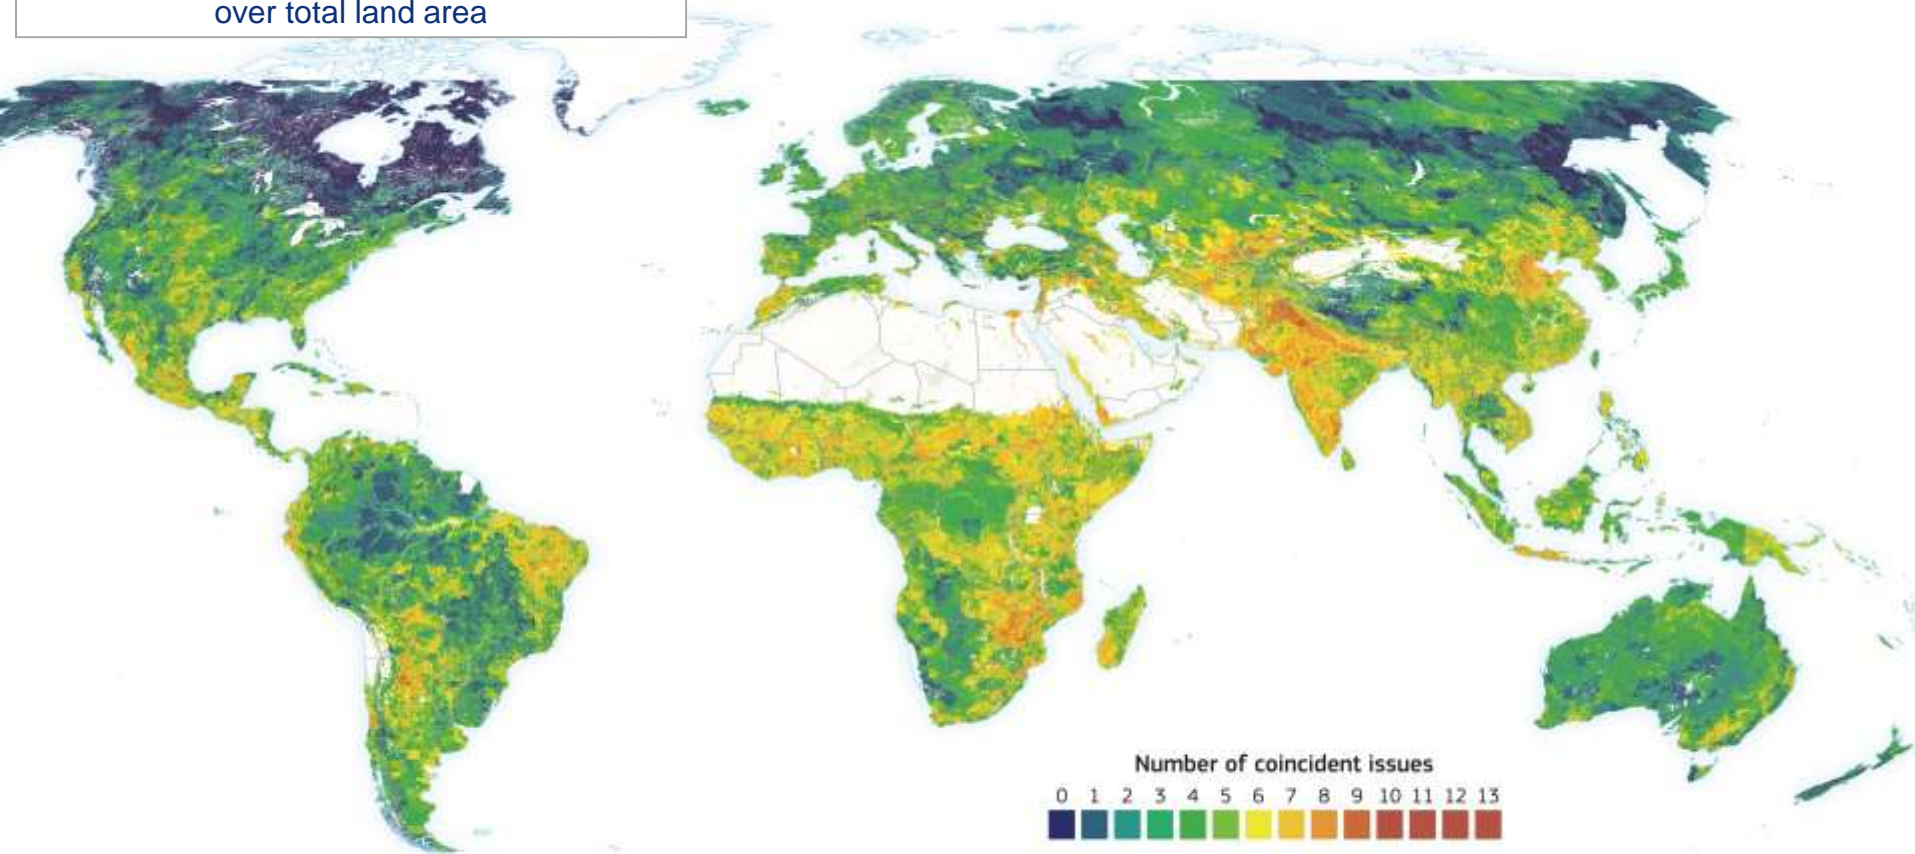 over total land area
Number of coincident issues
0 1 2 3 4 5 6 7 8 9 10 11 12 13